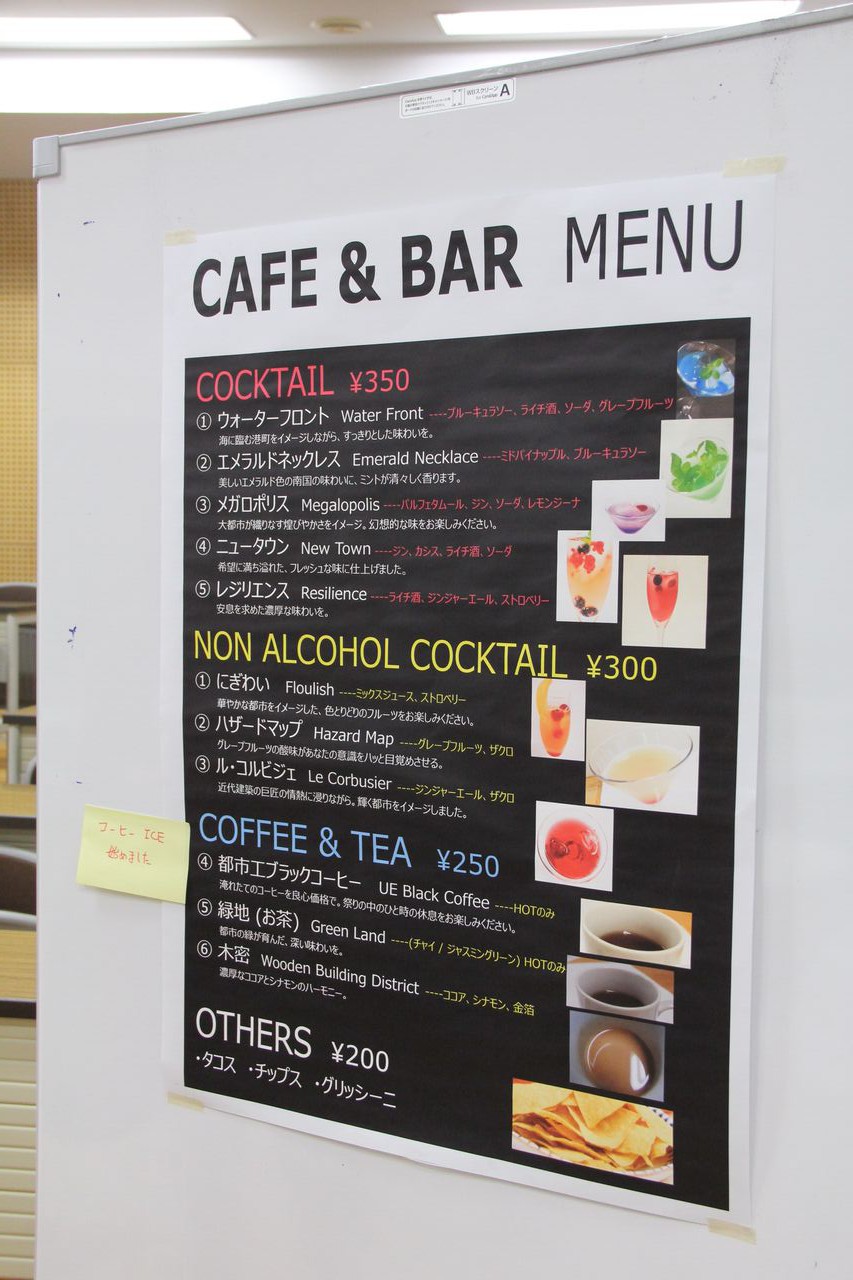 WBスクリーン A
CAFE & BAR MENU
COCKTAIL ¥350
① ウォーターフロント Water Front ----ブルーキュラソー、ライチ酒、ソーダ、グレープフルーツ
海に臨む港町をイメージしながら、すっきりとした味わいを。
② エメラルドネックレス Emerald Necklace ----ミドパイナップル、ブルーキュラソー
美しいエメラルド色の南国の味わいに、ミントが清々しく香ります。
③ メガロポリス Megalopolis ----パルフェタムール、ジン、ソーダ、レモンジーナ
大都市が織りなす煌びやかさをイメージ。幻想的な味をお楽しみください。
④ ニュータウン New Town ----ジン、カシス、ライチ酒、ソーダ
希望に満ち溢れた、フレッシュな味に仕上げました。
⑤ レジリエンス Resilience ----ライチ酒、ジンジャーエール、ストロベリー
安息を求めた濃厚な味わいを。
NON ALCOHOL COCKTAIL ¥300
① にぎわい Floulish ----ミックスジュース、ストロベリー
華やかな都市をイメージした、色とりどりのフルーツをお楽しみください。
② ハザードマップ Hazard Map ----グレープフルーツ、ザクロ
グレープフルーツの酸味があなたの意識をハッと目覚めさせる。
③ ル・コルビジェ Le Corbusier ----ジンジャーエール、ザクロ
近代建築の巨匠の情熱に浸りながら。輝く都市をイメージしました。
コーヒー ICE
始めました
COFFEE & TEA ¥250
④ 都市エブラックコーヒー UE Black Coffee ----HOTのみ
淹れたてのコーヒーを良心価格で。祭りの中のひと時の休息をお楽しみください。
⑤ 緑地 (お茶) Green Land ----(チャイ / ジャスミングリーン) HOTのみ
都市の緑が育んだ、深い味わいを。
⑥ 木密 Wooden Building District ----ココア、シナモン、金箔
濃厚なココアとシナモンのハーモニー。
OTHERS ¥200
・タコス ・チップス ・グリッシーニ